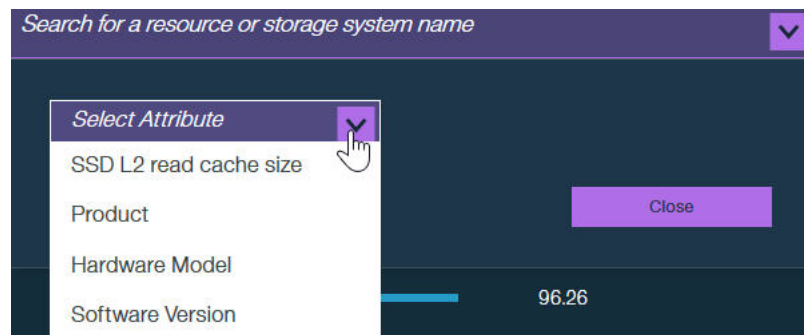 Search for a resource or storage system name
Select Attribute
SSD L2 read cache size
Product
Close
Hardware Model
96.26
Software Version